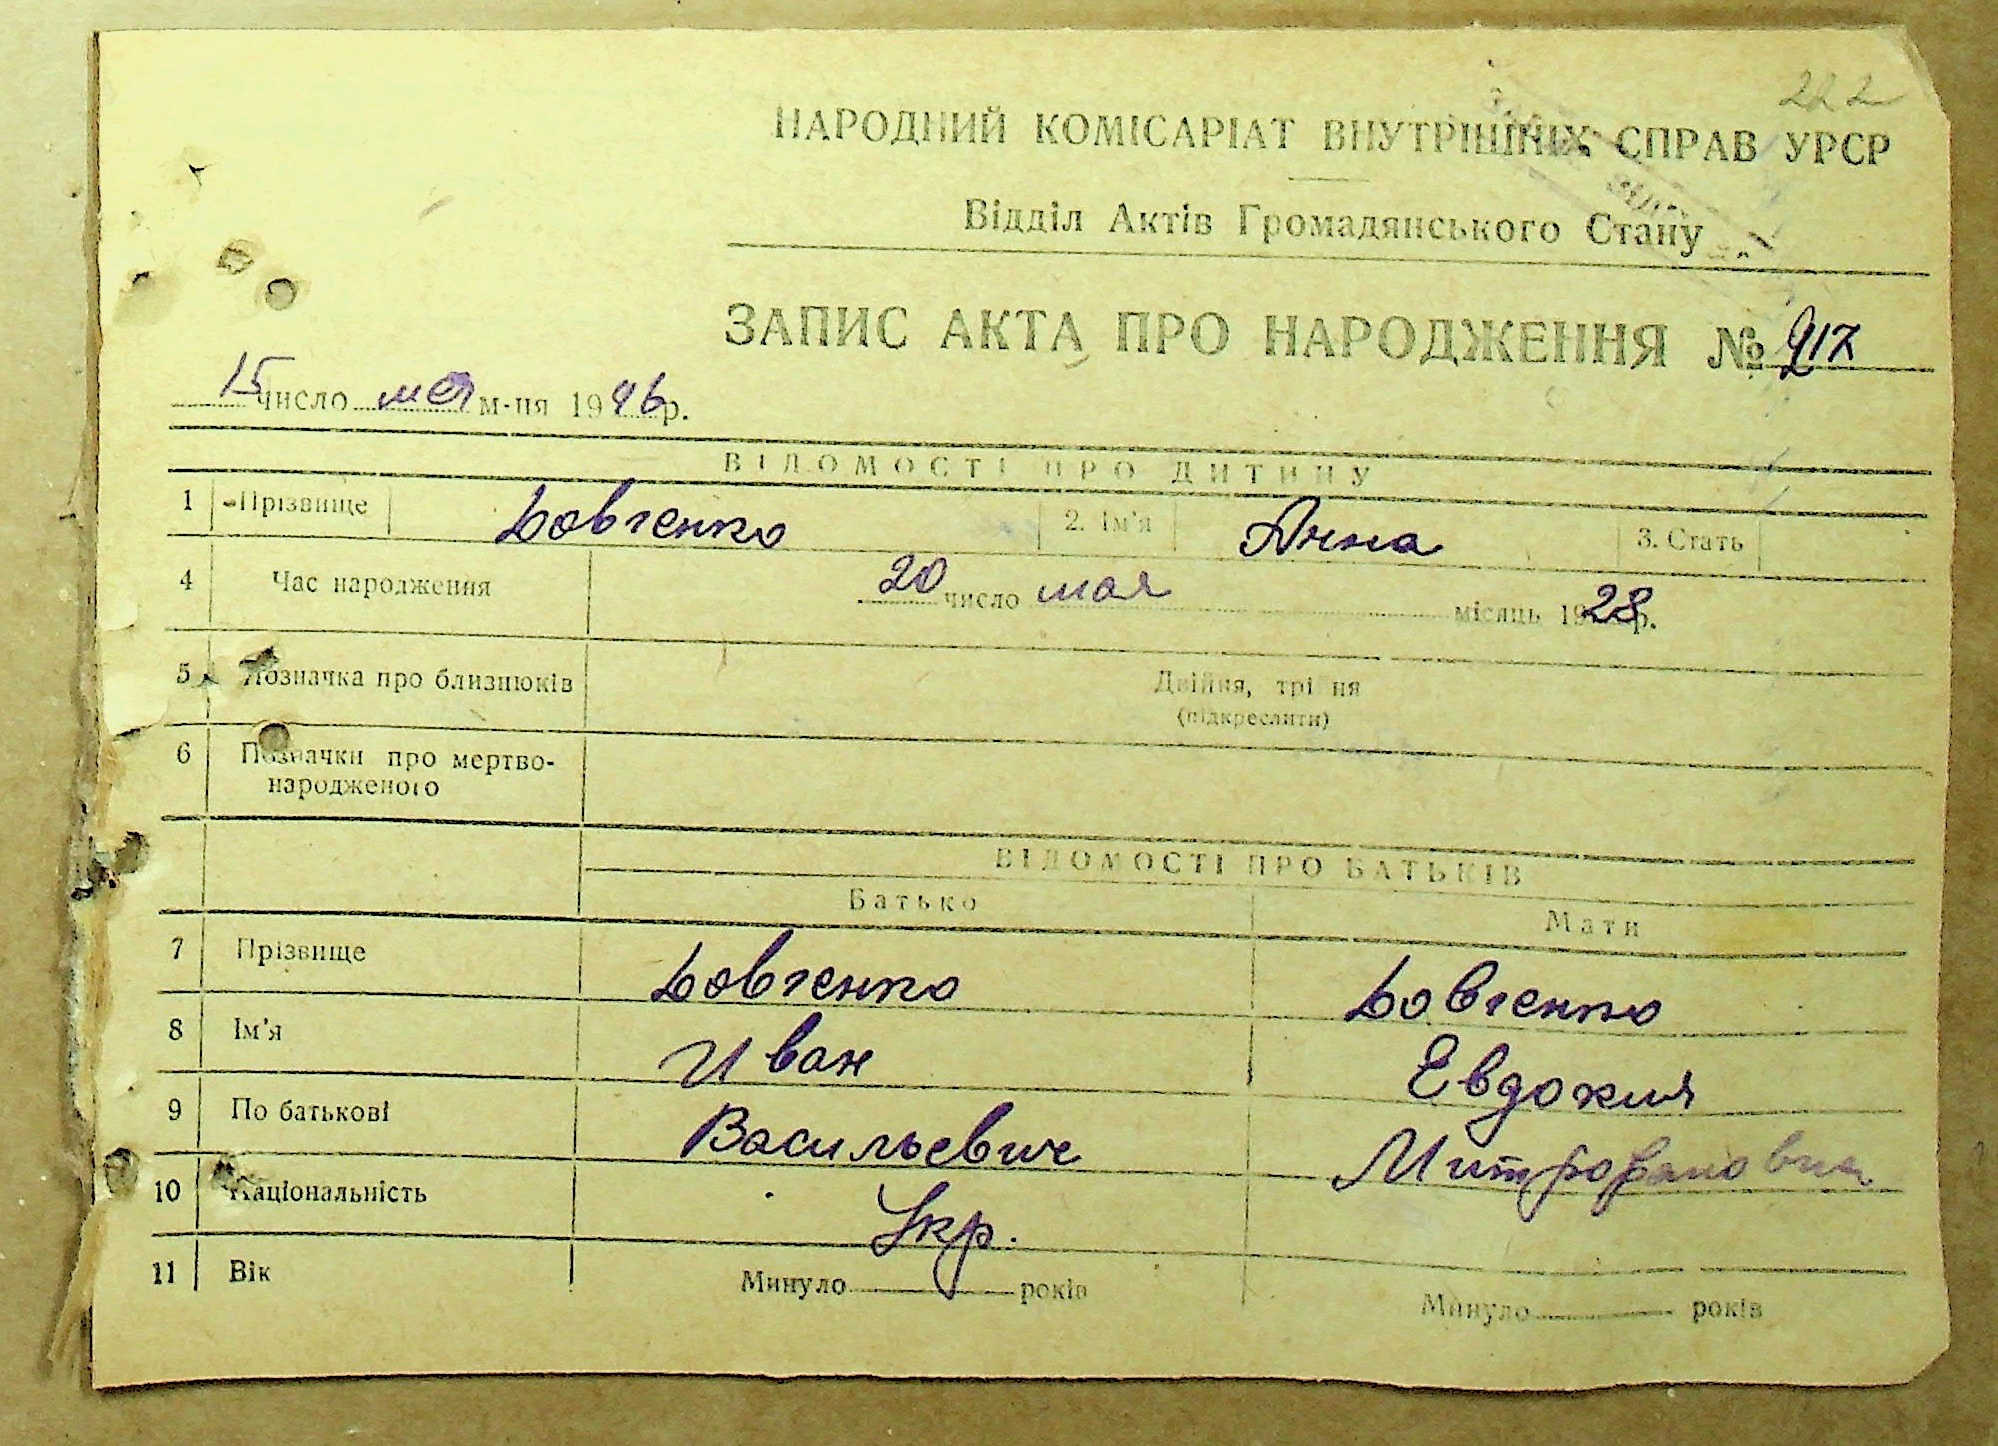 222
НАРОДНИЙ КОМІСАРІАТ ВНУТРІШНІХ СПРАВ УРСР
Відділ Актів Громадянського Стану
ЗАПИС АКТА ПРО НАРОДЖЕННЯ № 917
15 число мая м-ця 1946 р.
ВІДОМОСТІ ПРО ДИТИНУ
1 Прізвище Довгенко 2. Ім'я Анна 3. Стать
4 Час народження 20 число мая місяць 1928 р.
5 Позначка про близнюків Двійня, трійня
(підкреслити)
6 Позначки про мертво-
народженого
ВІДОМОСТІ ПРО БАТЬКІВ
Батько Мати
7 Прізвище Довгенко Довгенко
8 Ім'я Иван Евдокия
9 По батькові Васильевич Митрофановна
10 Національність Укр.
11 Вік Минуло років Минуло років